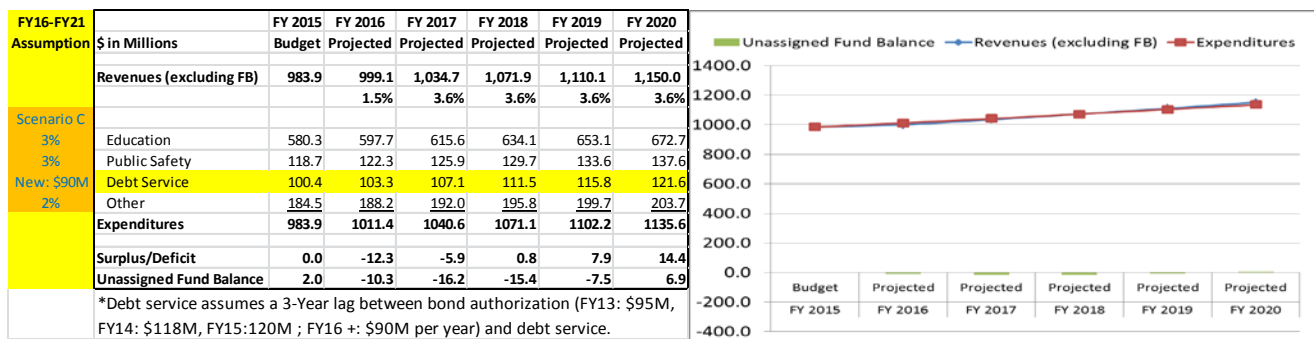 FY16-FY21 FY 2015 FY 2016 FY 2017 FY 2018 FY 2019 FY 2020
Assumption $ in Millions Budget Projected Projected Projected Projected Projected
Revenues (excluding FB) 983.9 999.1 1,034.7 1,071.9 1,110.1 1,150.0
1.5% 3.6% 3.6% 3.6% 3.6%
Scenario C
3% Education 580.3 597.7 615.6 634.1 653.1 672.7
3% Public Safety 118.7 122.3 125.9 129.7 133.6 137.6
New: $90M Debt Service 100.4 103.3 107.1 111.5 115.8 121.6
2% Other 184.5 188.2 192.0 195.8 199.7 203.7
Expenditures 983.9 1011.4 1040.6 1071.1 1102.2 1135.6
Surplus/Deficit 0.0 -12.3 -5.9 0.8 7.9 14.4
Unassigned Fund Balance 2.0 -10.3 -16.2 -15.4 -7.5 6.9
*Debt service assumes a 3-Year lag between bond authorization (FY13: $95M,
FY14: $118M, FY15:120M ; FY16 +: $90M per year) and debt service.
Unassigned Fund Balance Revenues (excluding FB) Expenditures
1400.0
1200.0
1000.0
800.0
600.0
400.0
200.0
0.0
-200.0
-400.0
Budget Projected Projected Projected Projected Projected
FY 2015 FY 2016 FY 2017 FY 2018 FY 2019 FY 2020